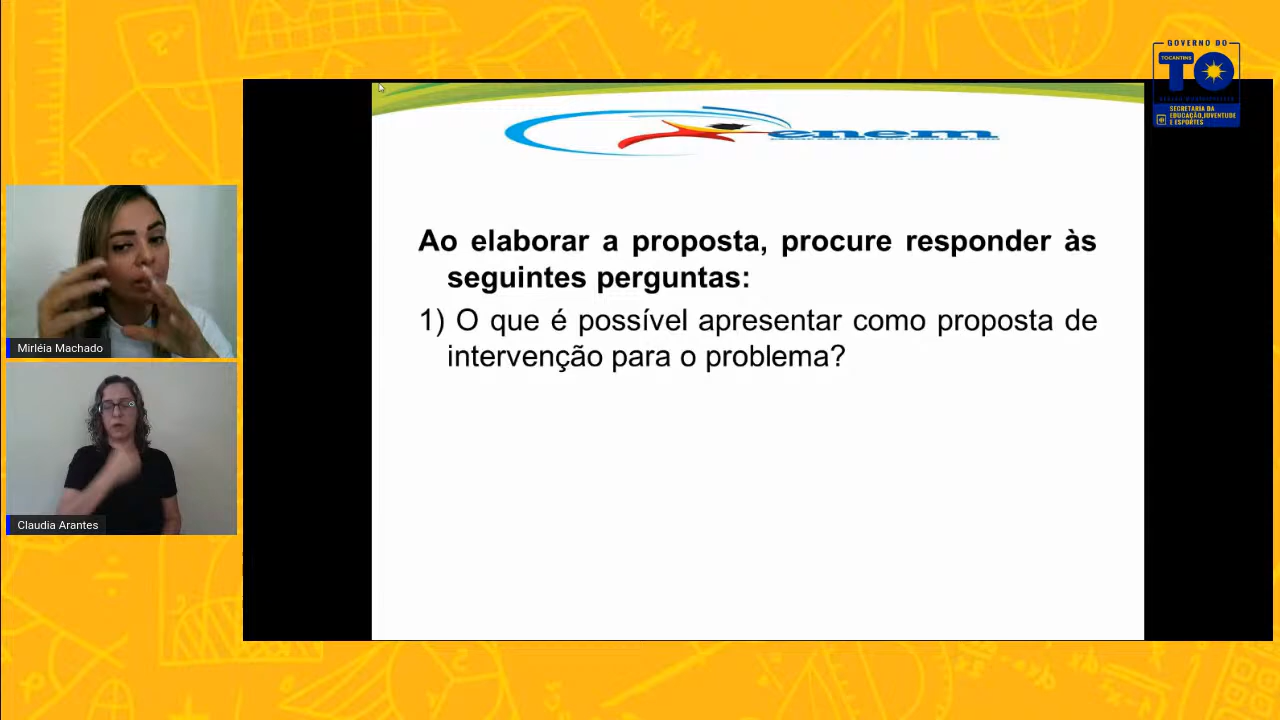 GOVERNO DO
TOCANTINS
TO
SECRETARIA DA
EDUCAÇÃO, JUVENTUDE
E ESPORTES
enem
Ao elaborar a proposta, procure responder às
seguintes perguntas:
1) O que é possível apresentar como proposta de
intervenção para o problema?
Mirléia Machado
Claudia Arantes